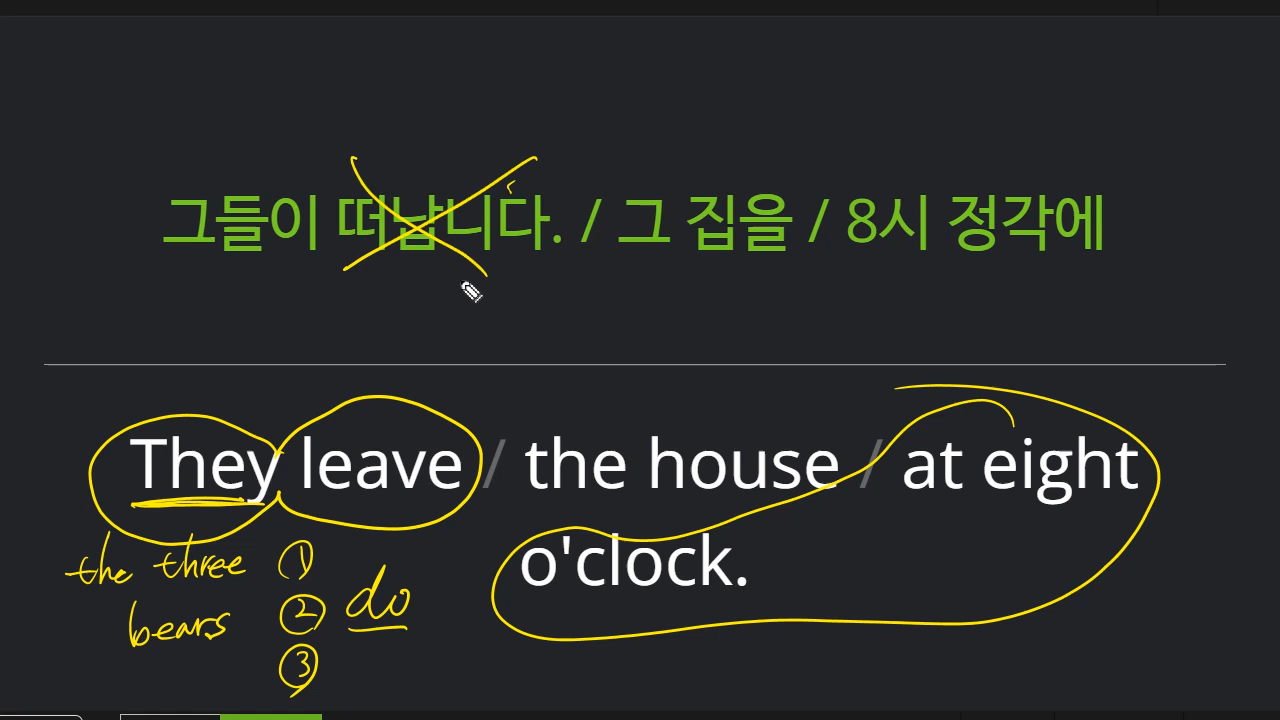 그들이 떠납니다. / 그 집을 / 8시 정각에
They leave / the house / at eight
o'clock.
the three
bears
①
② do
③